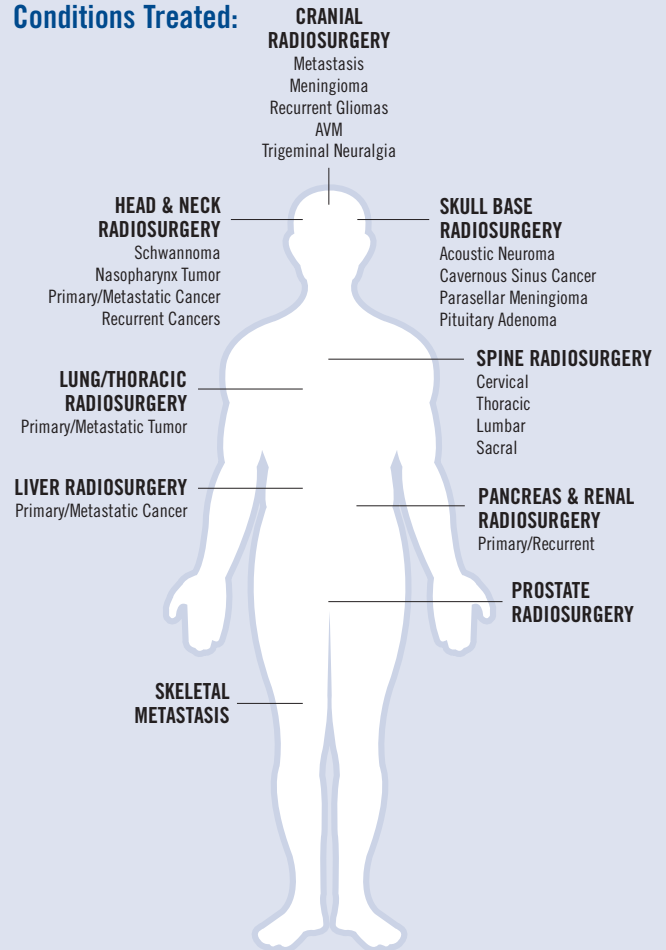 Conditions Treated:
CRANIAL
RADIOSURGERY
Metastasis
Meningioma
Recurrent Gliomas
AVM
Trigeminal Neuralgia
HEAD & NECK
RADIOSURGERY
Schwannoma
Nasopharynx Tumor
Primary/Metastatic Cancer
Recurrent Cancers
SKULL BASE
RADIOSURGERY
Acoustic Neuroma
Cavernous Sinus Cancer
Parasellar Meningioma
Pituitary Adenoma
SPINE RADIOSURGERY
Cervical
Thoracic
Lumbar
Sacral
LUNG/THORACIC
RADIOSURGERY
Primary/Metastatic Tumor
LIVER RADIOSURGERY
Primary/Metastatic Cancer
PANCREAS & RENAL
RADIOSURGERY
Primary/Recurrent
PROSTATE
RADIOSURGERY
SKELETAL
METASTASIS